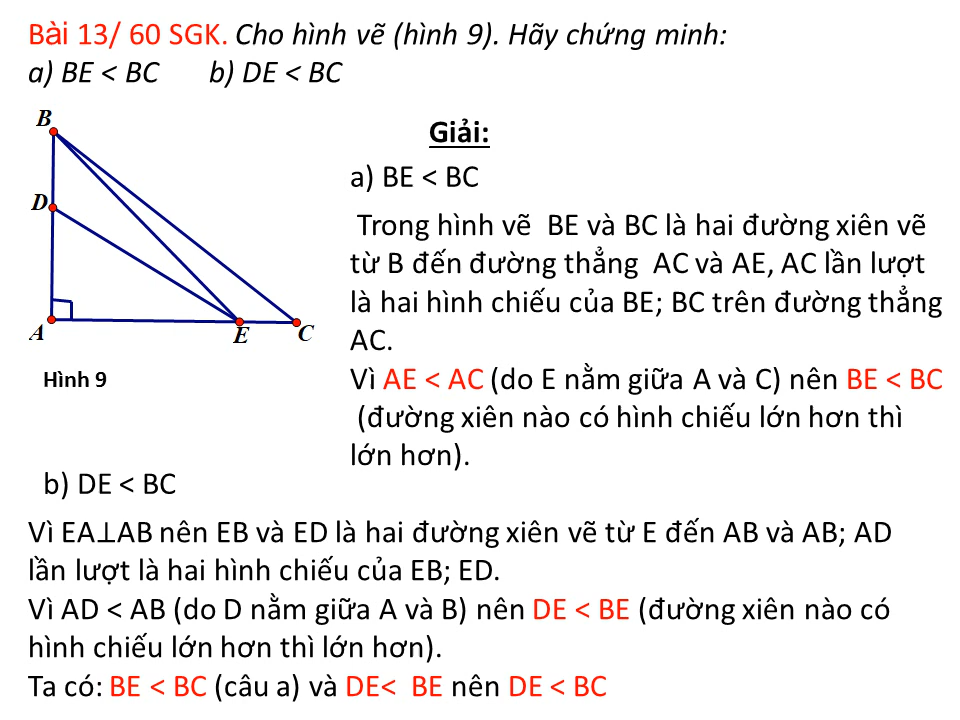 Bài 13/ 60 SGK. Cho hình vẽ (hình 9). Hãy chứng minh:
a) BE < BC b) DE < BC
B
D
A
E
C
Hình 9
Giải:
a) BE < BC
Trong hình vẽ BE và BC là hai đường xiên vẽ
từ B đến đường thẳng AC và AE, AC lần lượt
là hai hình chiếu của BE; BC trên đường thẳng
AC.
Vì AE < AC (do E nằm giữa A và C) nên BE < BC
(đường xiên nào có hình chiếu lớn hơn thì
lớn hơn).
b) DE < BC
Vì EA⊥AB nên EB và ED là hai đường xiên vẽ từ E đến AB và AB; AD
lần lượt là hai hình chiếu của EB; ED.
Vì AD < AB (do D nằm giữa A và B) nên DE < BE (đường xiên nào có
hình chiếu lớn hơn thì lớn hơn).
Ta có: BE < BC (câu a) và DE< BE nên DE < BC